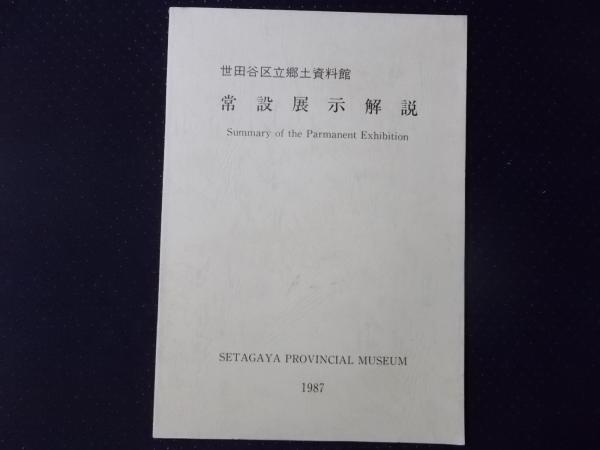 世田谷区立郷土資料館
常設展示解説
Summary of the Parmanent Exhibition
SETAGAYA PROVINCIAL MUSEUM
1987